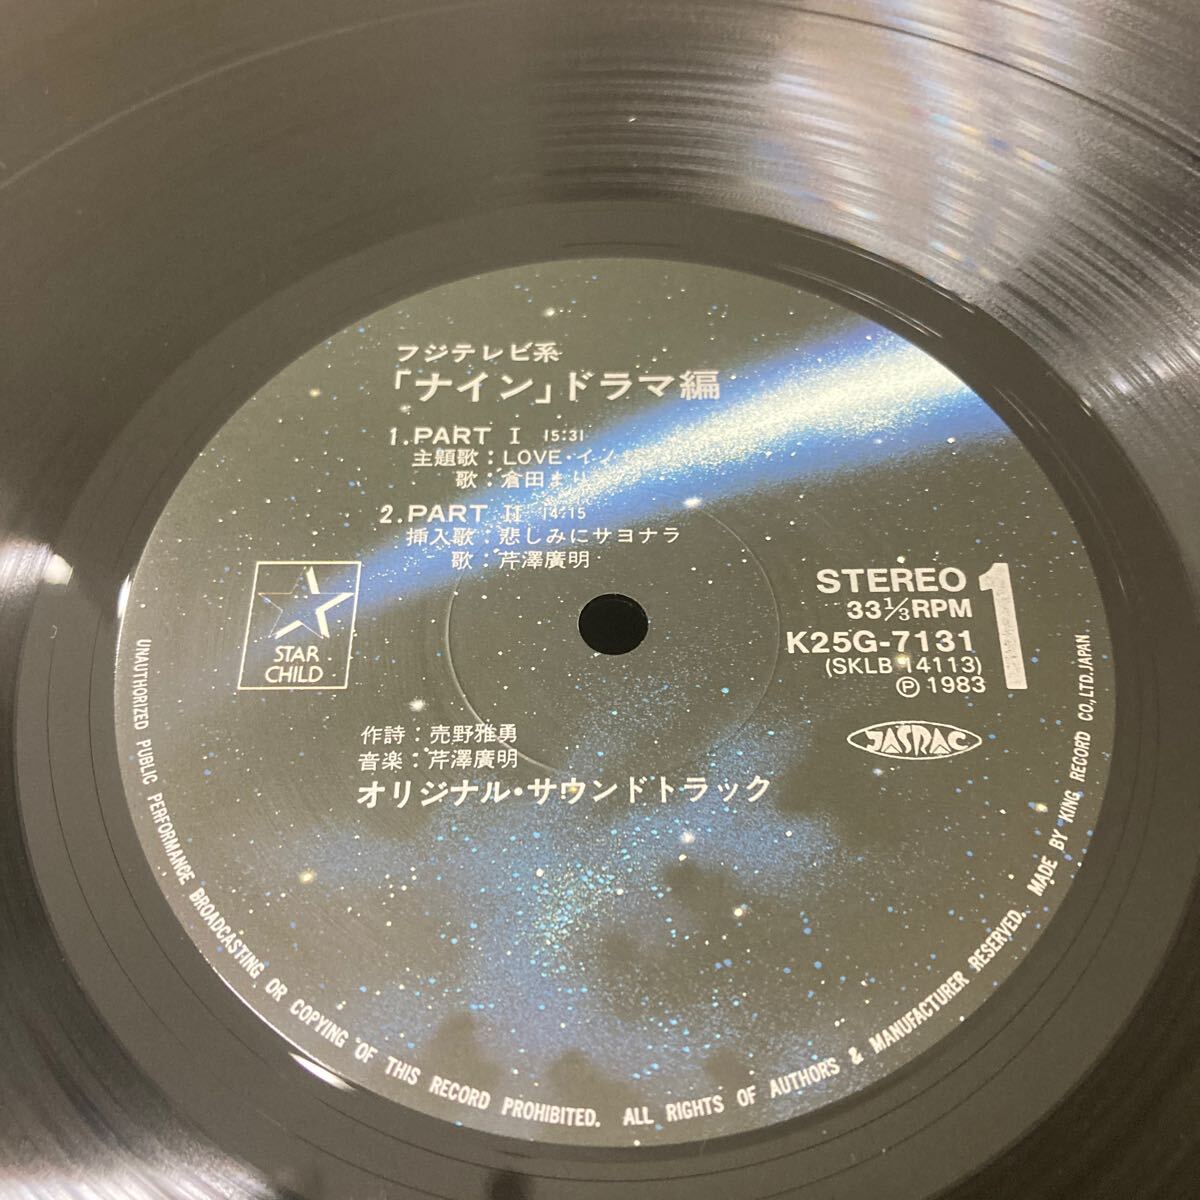 フジテレビ系
「ナイン」ドラマ編
1.PART I 15:31
主題歌：LOVE・イノ
歌：倉田まり
2.PART II 14:15
挿入歌：悲しみにサヨナラ
歌：芹澤廣明
STAR
CHILD
STEREO
33⅓RPM
1
K25G-7131
(SKLB 14113)
Ⓟ 1983
JASRAC
作詩：売野雅勇
音楽：芹澤廣明
オリジナル・サウンドトラック
UNAUTHORIZED PUBLIC PERFORMANCE BROADCASTING OR COPYING OF THIS RECORD PROHIBITED. ALL RIGHTS OF AUTHORS & MANUFACTURER RESERVED. MADE BY KING RECORD CO.,LTD.JAPAN